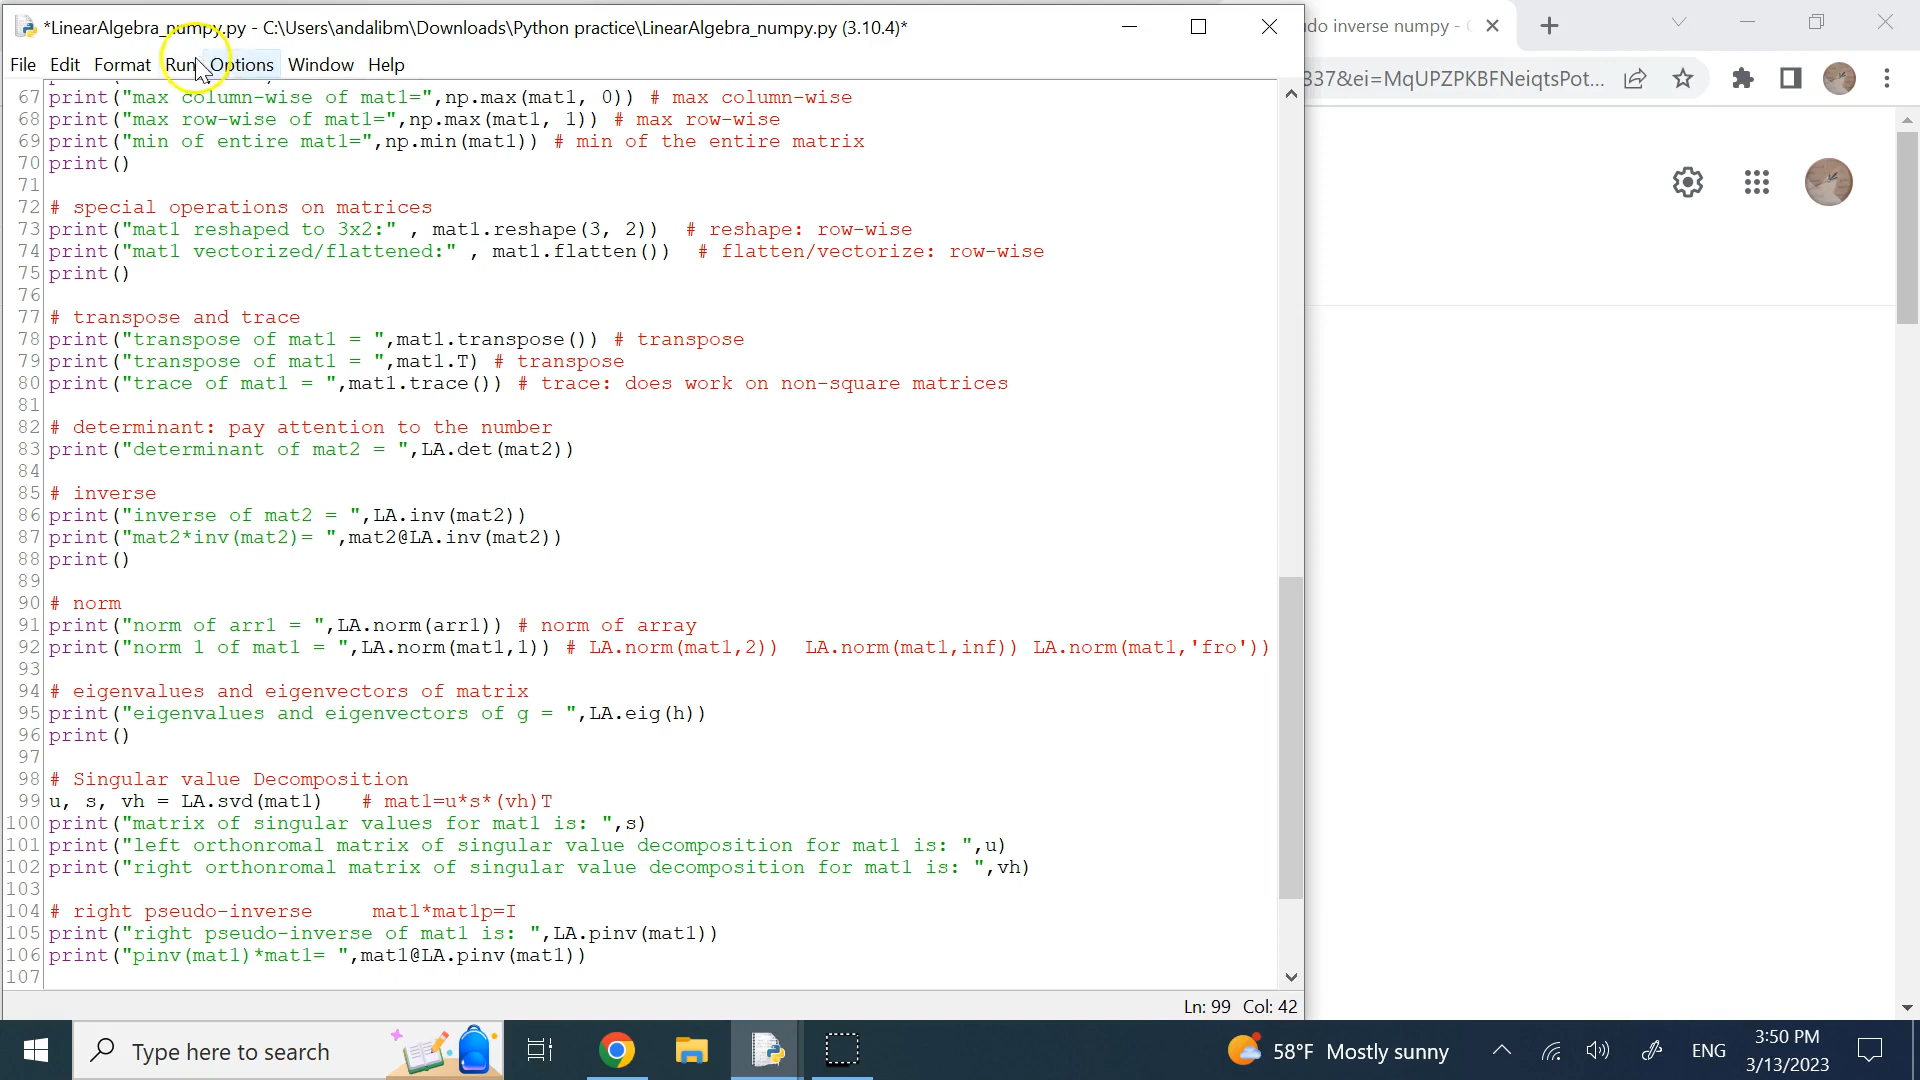 *LinearAlgebra_numpy.py - C:\Users\andalibm\Downloads\Python practice\LinearAlgebra_numpy.py (3.10.4)*
File Edit Format Run Options Window Help
67 print("max column-wise of mat1=",np.max(mat1, 0)) # max column-wise
68 print("max row-wise of mat1=",np.max(mat1, 1)) # max row-wise
69 print("min of entire mat1=",np.min(mat1)) # min of the entire matrix
70 print()
71
72 # special operations on matrices
73 print("mat1 reshaped to 3x2:" , mat1.reshape(3, 2))  # reshape: row-wise
74 print("mat1 vectorized/flattened:" , mat1.flatten())  # flatten/vectorize: row-wise
75 print()
76
77 # transpose and trace
78 print("transpose of mat1 = ",mat1.transpose()) # transpose
79 print("transpose of mat1 = ",mat1.T) # transpose
80 print("trace of mat1 = ",mat1.trace()) # trace: does work on non-square matrices
81
82 # determinant: pay attention to the number
83 print("determinant of mat2 = ",LA.det(mat2))
84
85 # inverse
86 print("inverse of mat2 = ",LA.inv(mat2))
87 print("mat2*inv(mat2)= ",mat2@LA.inv(mat2))
88 print()
89
90 # norm
91 print("norm of arr1 = ",LA.norm(arr1)) # norm of array
92 print("norm 1 of mat1 = ",LA.norm(mat1,1)) # LA.norm(mat1,2))  LA.norm(mat1,inf)) LA.norm(mat1,'fro'))
93
94 # eigenvalues and eigenvectors of matrix
95 print("eigenvalues and eigenvectors of g = ",LA.eig(h))
96 print()
97
98 # Singular value Decomposition
99 u, s, vh = LA.svd(mat1)   # mat1=u*s*(vh)T
100 print("matrix of singular values for mat1 is: ",s)
101 print("left orthonromal matrix of singular value decomposition for mat1 is: ",u)
102 print("right orthonromal matrix of singular value decomposition for mat1 is: ",vh)
103
104 # right pseudo-inverse     mat1*mat1p=I
105 print("right pseudo-inverse of mat1 is: ",LA.pinv(mat1))
106 print("pinv(mat1)*mat1= ",mat1@LA.pinv(mat1))
107
Ln: 99 Col: 42
do inverse numpy -
337&ei=MqUPZPKBFNeiqtsPot...
Type here to search
58°F Mostly sunny
ENG
3:50 PM
3/13/2023